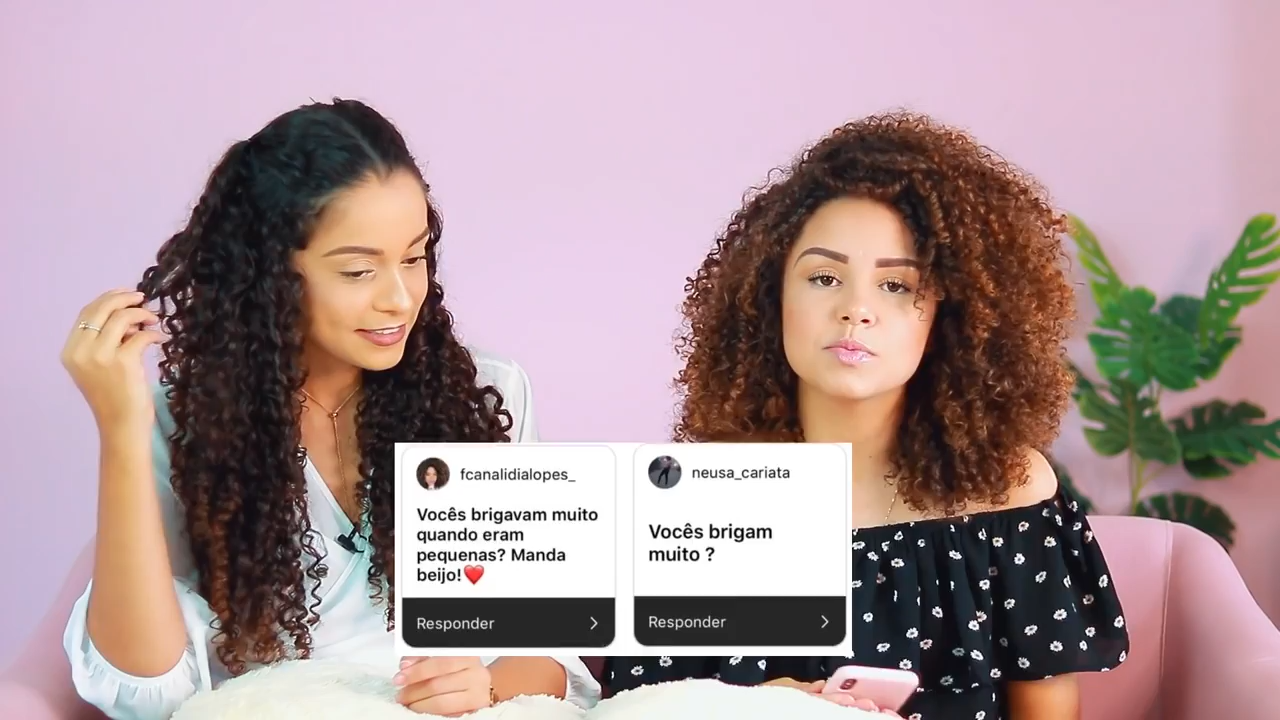 fcanalidialopes_
Vocês brigavam muito
quando eram
pequenas? Manda
beijo!❤️
Responder
neusa_cariata
Vocês brigam
muito ?
Responder